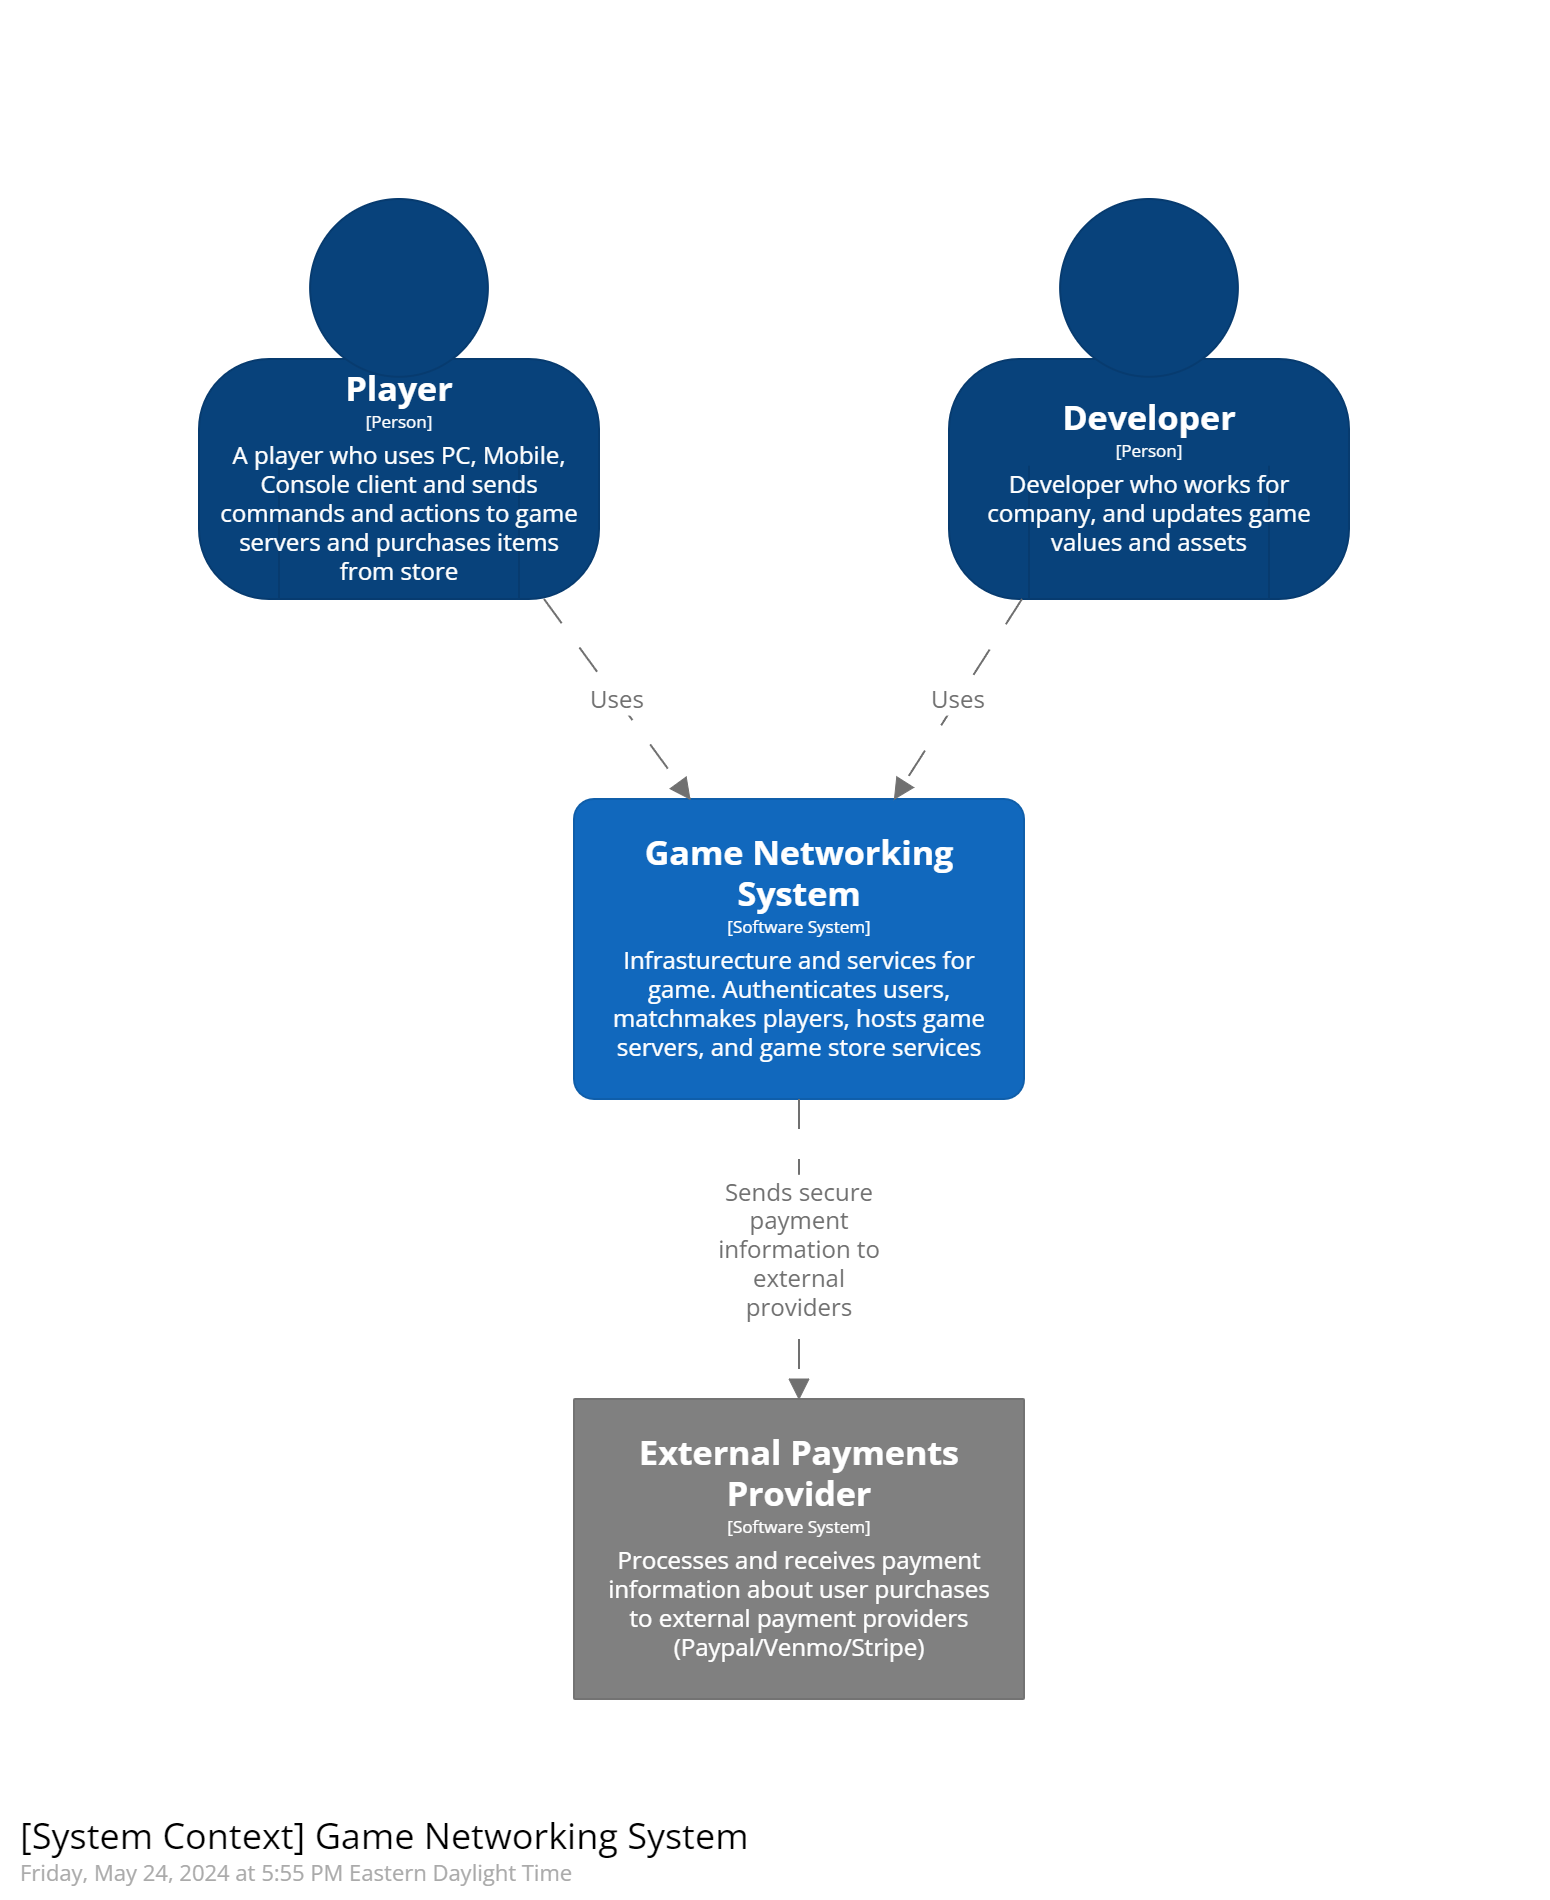 Player
[Person]
A player who uses PC, Mobile,
Console client and sends
commands and actions to game
servers and purchases items
from store
Developer
[Person]
Developer who works for
company, and updates game
values and assets
Uses
Uses
Game Networking
System
[Software System]
Infrasturecture and services for
game. Authenticates users,
matchmakes players, hosts game
servers, and game store services
Sends secure
payment
information to
external
providers
External Payments
Provider
[Software System]
Processes and receives payment
information about user purchases
to external payment providers
(Paypal/Venmo/Stripe)
[System Context] Game Networking System
Friday, May 24, 2024 at 5:55 PM Eastern Daylight Time